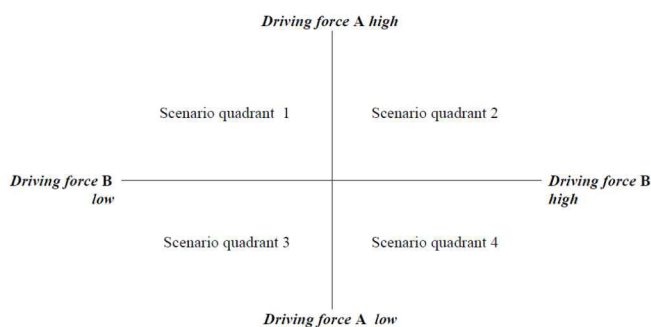 Driving force A high
Scenario quadrant 1
Scenario quadrant 2
Driving force B
low
Driving force B
high
Scenario quadrant 3
Scenario quadrant 4
Driving force A low